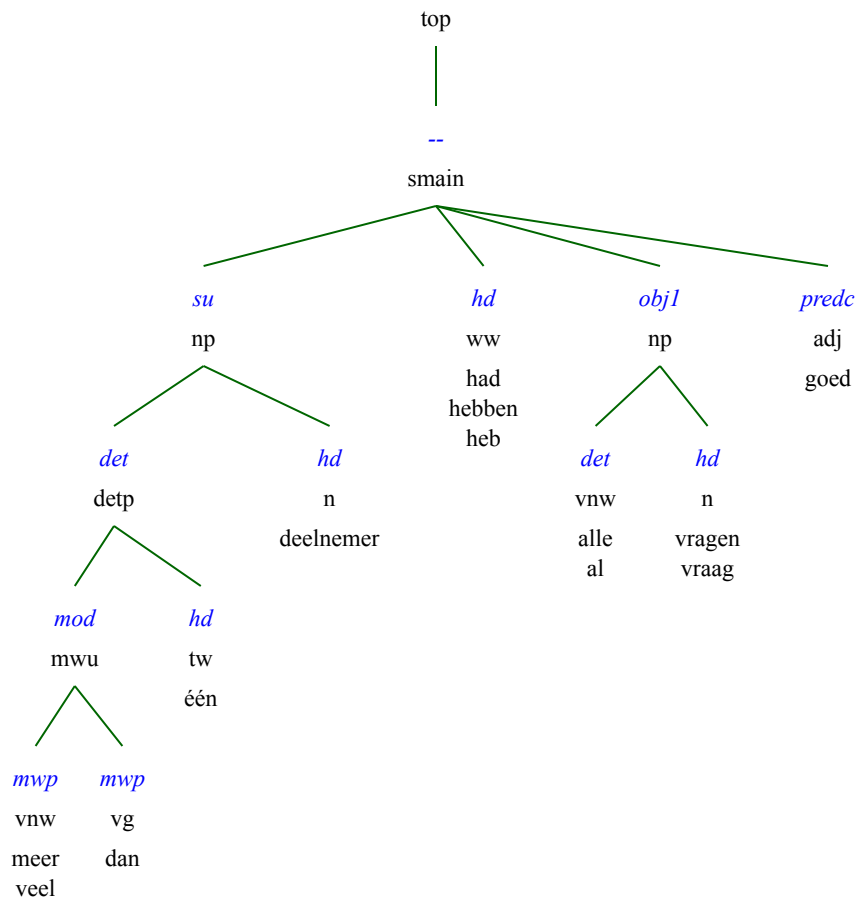 top
--
smain
su hd obj1 predc
np ww np adj
had goed
hebben
heb
det hd det hd
detp n vnw n
deelnemer alle vragen
al vraag
mod hd
mwu tw
één
mwp mwp
vnw vg
meer dan
veel